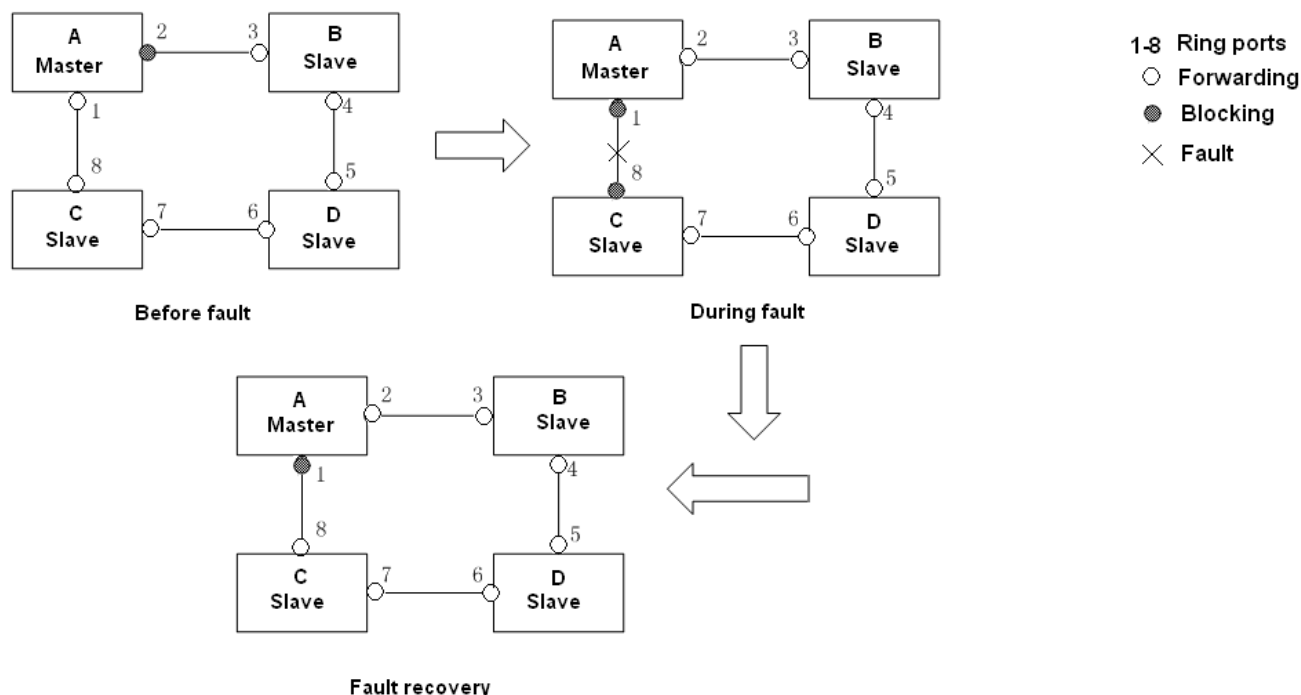 A
Master
2
3
B
Slave
1
4
8
5
C
Slave
7
6
D
Slave
Before fault
A
Master
2
3
B
Slave
1
4
8
5
C
Slave
7
6
D
Slave
During fault
1-8 Ring ports
Forwarding
Blocking
Fault
A
Master
2
3
B
Slave
1
4
8
5
C
Slave
7
6
D
Slave
Fault recovery